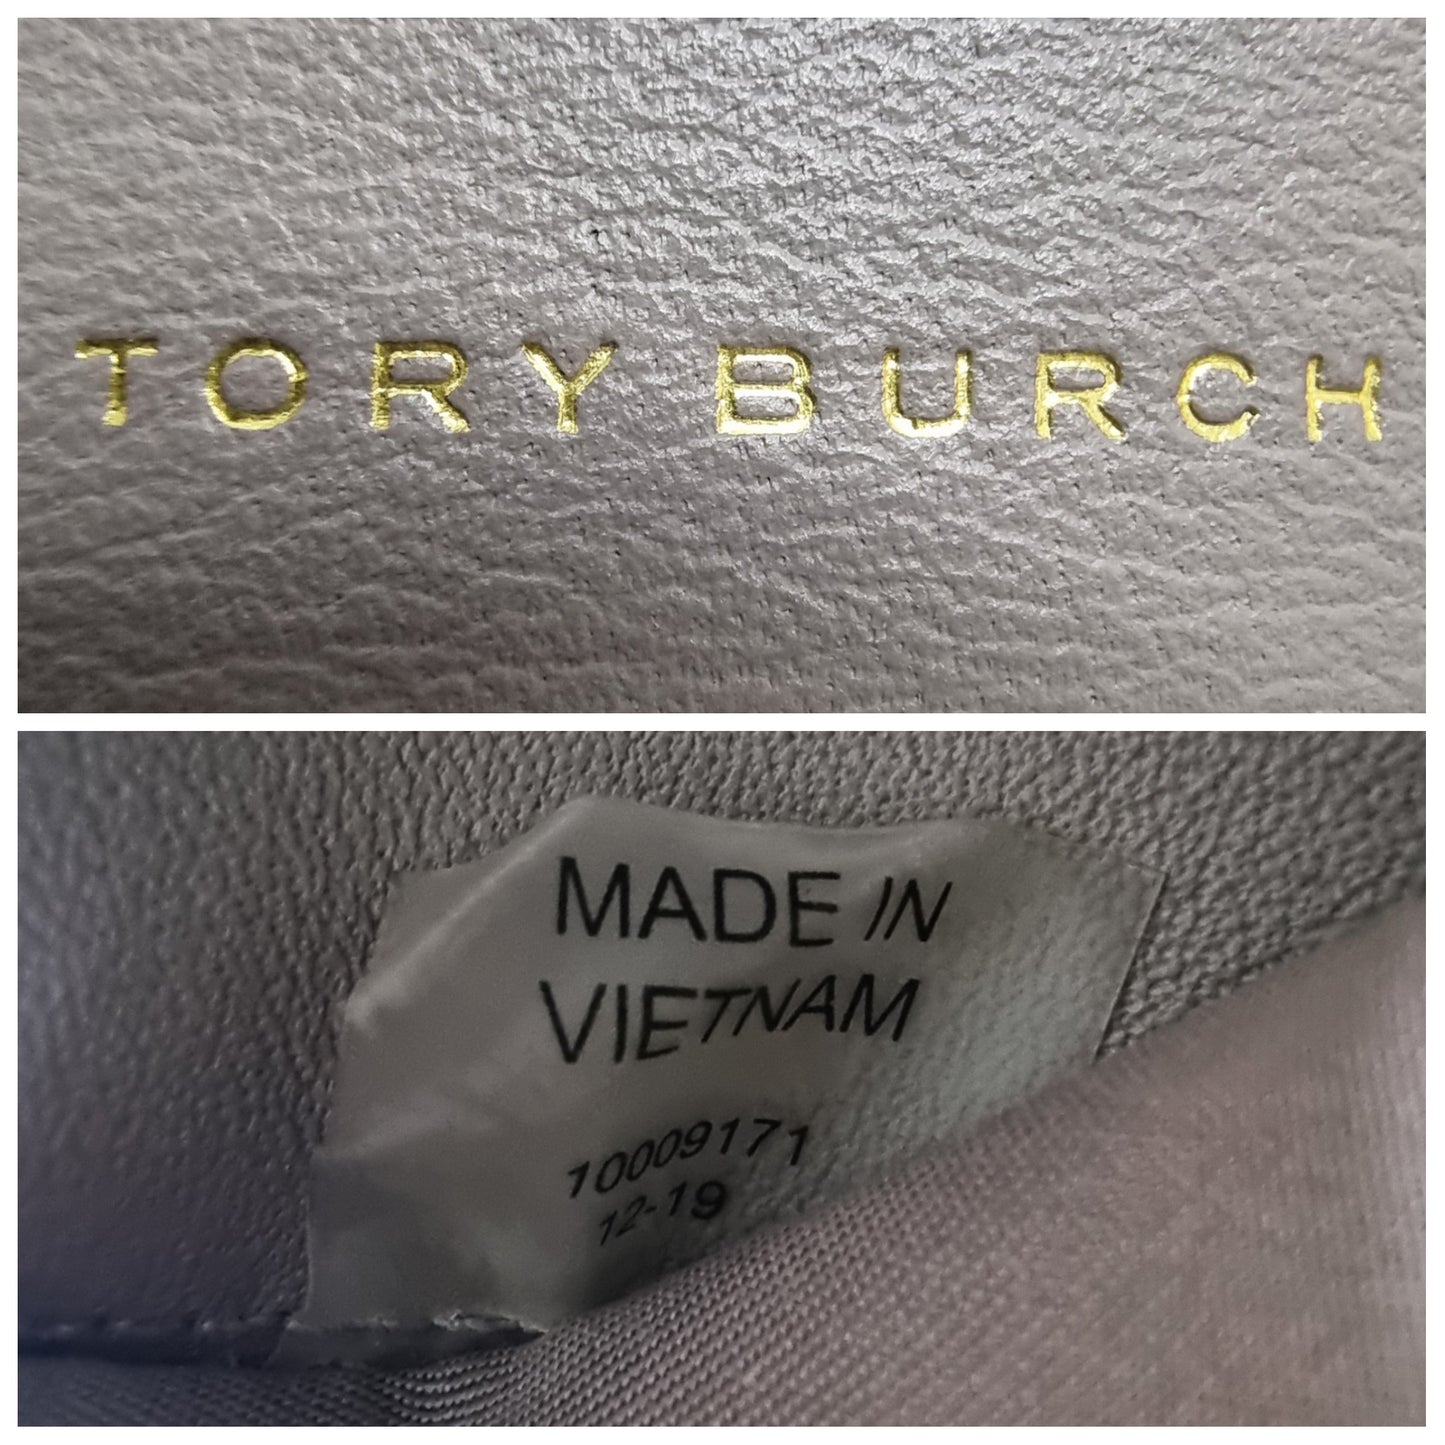 TORY BURCH
MADE IN
VIETNAM
10009171
12-19